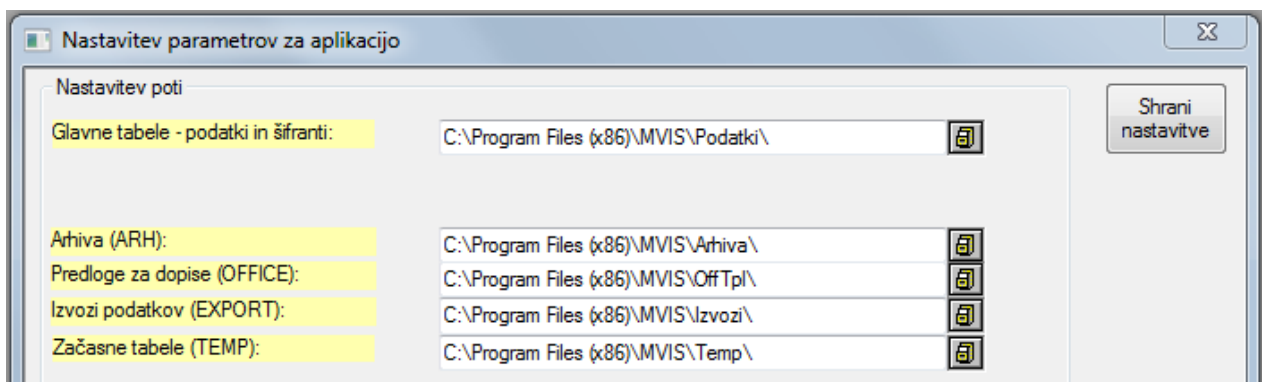 Nastavitev parametrov za aplikacijo
Nastavitev poti
Shrani
nastavitve
Glavne tabele - podatki in šifranti: C:\Program Files (x86)\MVIS\Podatki\
Arhiva (ARH): C:\Program Files (x86)\MVIS\Arhiva\
Predloge za dopise (OFFICE): C:\Program Files (x86)\MVIS\OffTpl\
Izvozi podatkov (EXPORT): C:\Program Files (x86)\MVIS\Izvozi\
Začasne tabele (TEMP): C:\Program Files (x86)\MVIS\Temp\